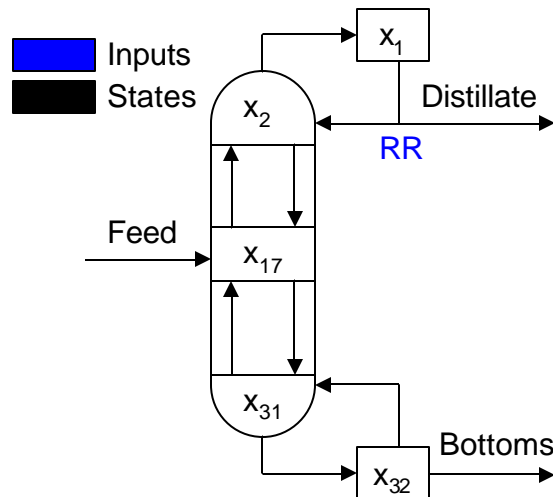 Inputs
States
x1
x2
Distillate
RR
Feed
x17
x31
x32
Bottoms